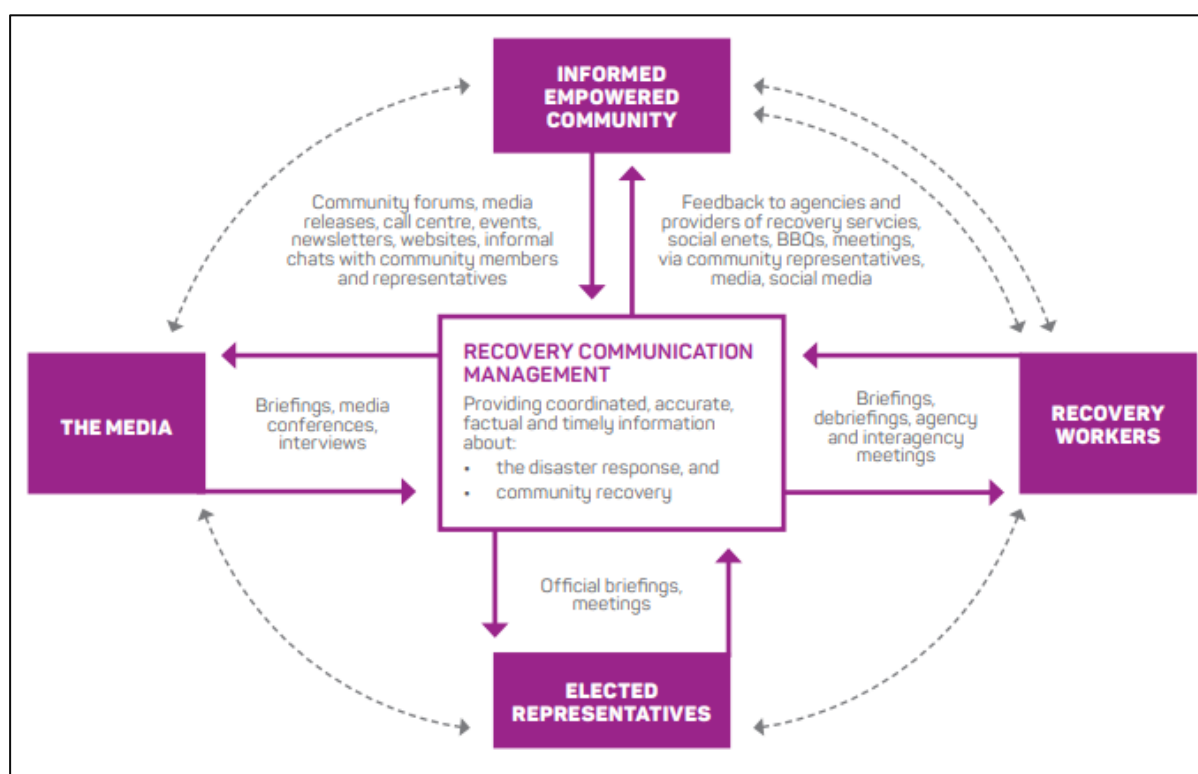 INFORMED
EMPOWERED
COMMUNITY
Community forums, media
releases, call centre, events,
newsletters, websites, informal
chats with community members
and representatives
Feedback to agencies and
providers of recovery servcies,
social enets, BBQs, meetings,
via community representatives,
media, social media
THE MEDIA
Briefings, media
conferences,
interviews
RECOVERY COMMUNICATION
MANAGEMENT
Providing coordinated, accurate,
factual and timely information
about:
• the disaster response, and
• community recovery
Briefings,
debriefings, agency
and interagency
meetings
RECOVERY
WORKERS
Official briefings,
meetings
ELECTED
REPRESENTATIVES